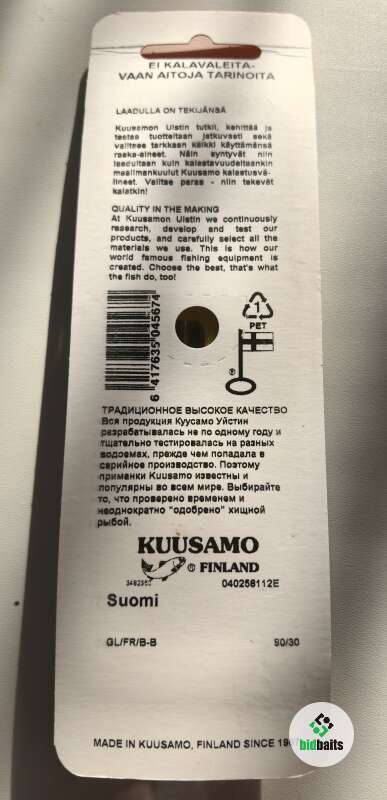 EI KALAVALEITA-
VAAN AITOJA TARINOITA
LAADULLA ON TEKIJÄNSÄ
Kuusamon Uistin tutkii, kehittää ja
testaa tuotteitaan jatkuvasti sekä
valitsee tarkkaan kaikki käyttämänsä
raaka-aineet. Näin syntyvät niin
laadultaan kuin kalastavuudeltaankin
maailmankuulut Kuusamo kalastusvä-
lineet. Valitse paras - niin tekevät
kalatkin!
QUALITY IN THE MAKING
At Kuusamon Uistin we continuously
research, develop and test our
products, and carefully select all the
materials we use. This is how our
world famous fishing equipment is
created. Choose the best, that's what
the fish do, too!
6 417635 045674
1
PET
®
ТРАДИЦИОННОЕ ВЫСОКОЕ КАЧЕСТВО
Вся продукция Куусамо Уйстин
разрабатывалась не по одному году и
тщательно тестировалась на разных
водоемах, прежде чем попадала в
серийное производство. Поэтому
приманки Kuusamo известны и
популярны во всем мире. Выбирайте
то, что проверено временем и
неоднократно "одобрено" хищной
рыбой.
KUUSAMO
® FINLAND
040256112E
Suomi
GL/FR/B-B 90/30
MADE IN KUUSAMO, FINLAND SINCE
bidbaits